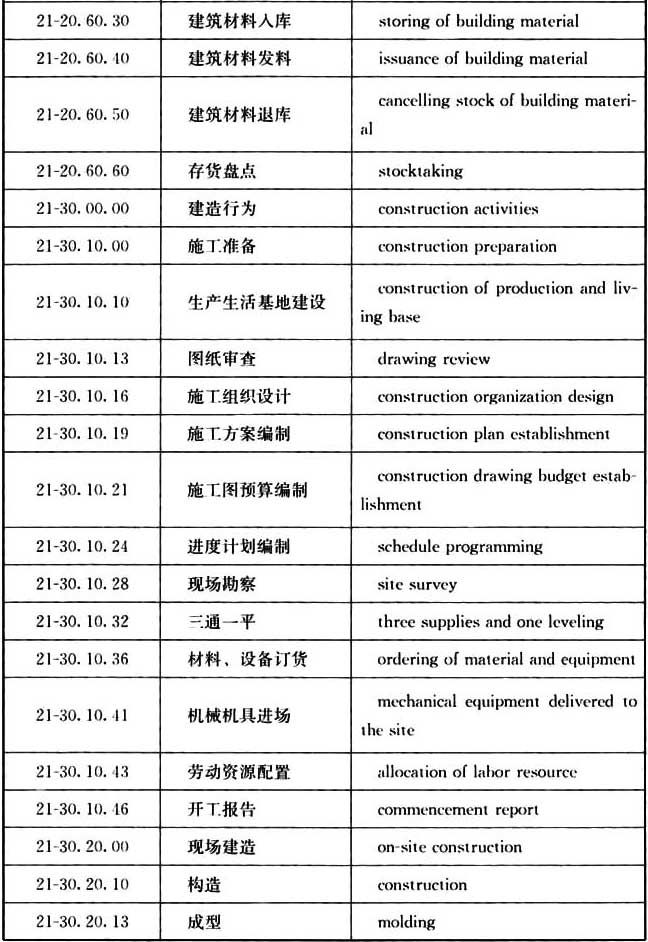 21-20. 60. 30 建筑材料入库 storing of building material
21-20. 60. 40 建筑材料发料 issuance of building material
21-20. 60. 50 建筑材料退库 cancelling stock of building materi-
al
21-20. 60. 60 存货盘点 stocktaking
21-30. 00. 00 建造行为 construction activities
21-30. 10. 00 施工准备 construction preparation
21-30. 10. 10 生产生活基地建设 construction of production and liv-
ing base
21-30. 10. 13 图纸审查 drawing review
21-30. 10. 16 施工组织设计 construction organization design
21-30. 10. 19 施工方案编制 construction plan establishment
21-30. 10. 21 施工图预算编制 construction drawing budget estab-
lishment
21-30. 10. 24 进度计划编制 schedule programming
21-30. 10. 28 现场勘察 site survey
21-30. 10. 32 三通一平 three supplies and one leveling
21-30. 10. 36 材料、设备订货 ordering of material and equipment
21-30. 10. 41 机械机具进场 mechanical equipment delivered to
the site
21-30. 10. 43 劳动资源配置 allocation of labor resource
21-30. 10. 46 开工报告 commencement report
21-30. 20. 00 现场建造 on-site construction
21-30. 20. 10 构造 construction
21-30. 20. 13 成型 molding